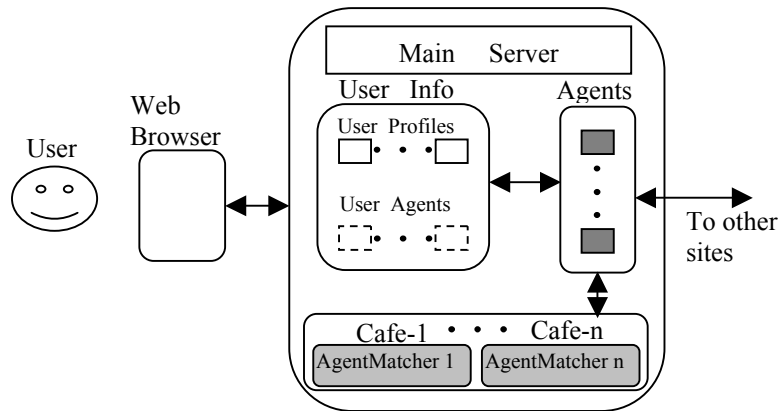 Main Server
User Info
Agents
Web
Browser
User
User Profiles
User Agents
To other
sites
Cafe-1 • • • Cafe-n
AgentMatcher 1
AgentMatcher n